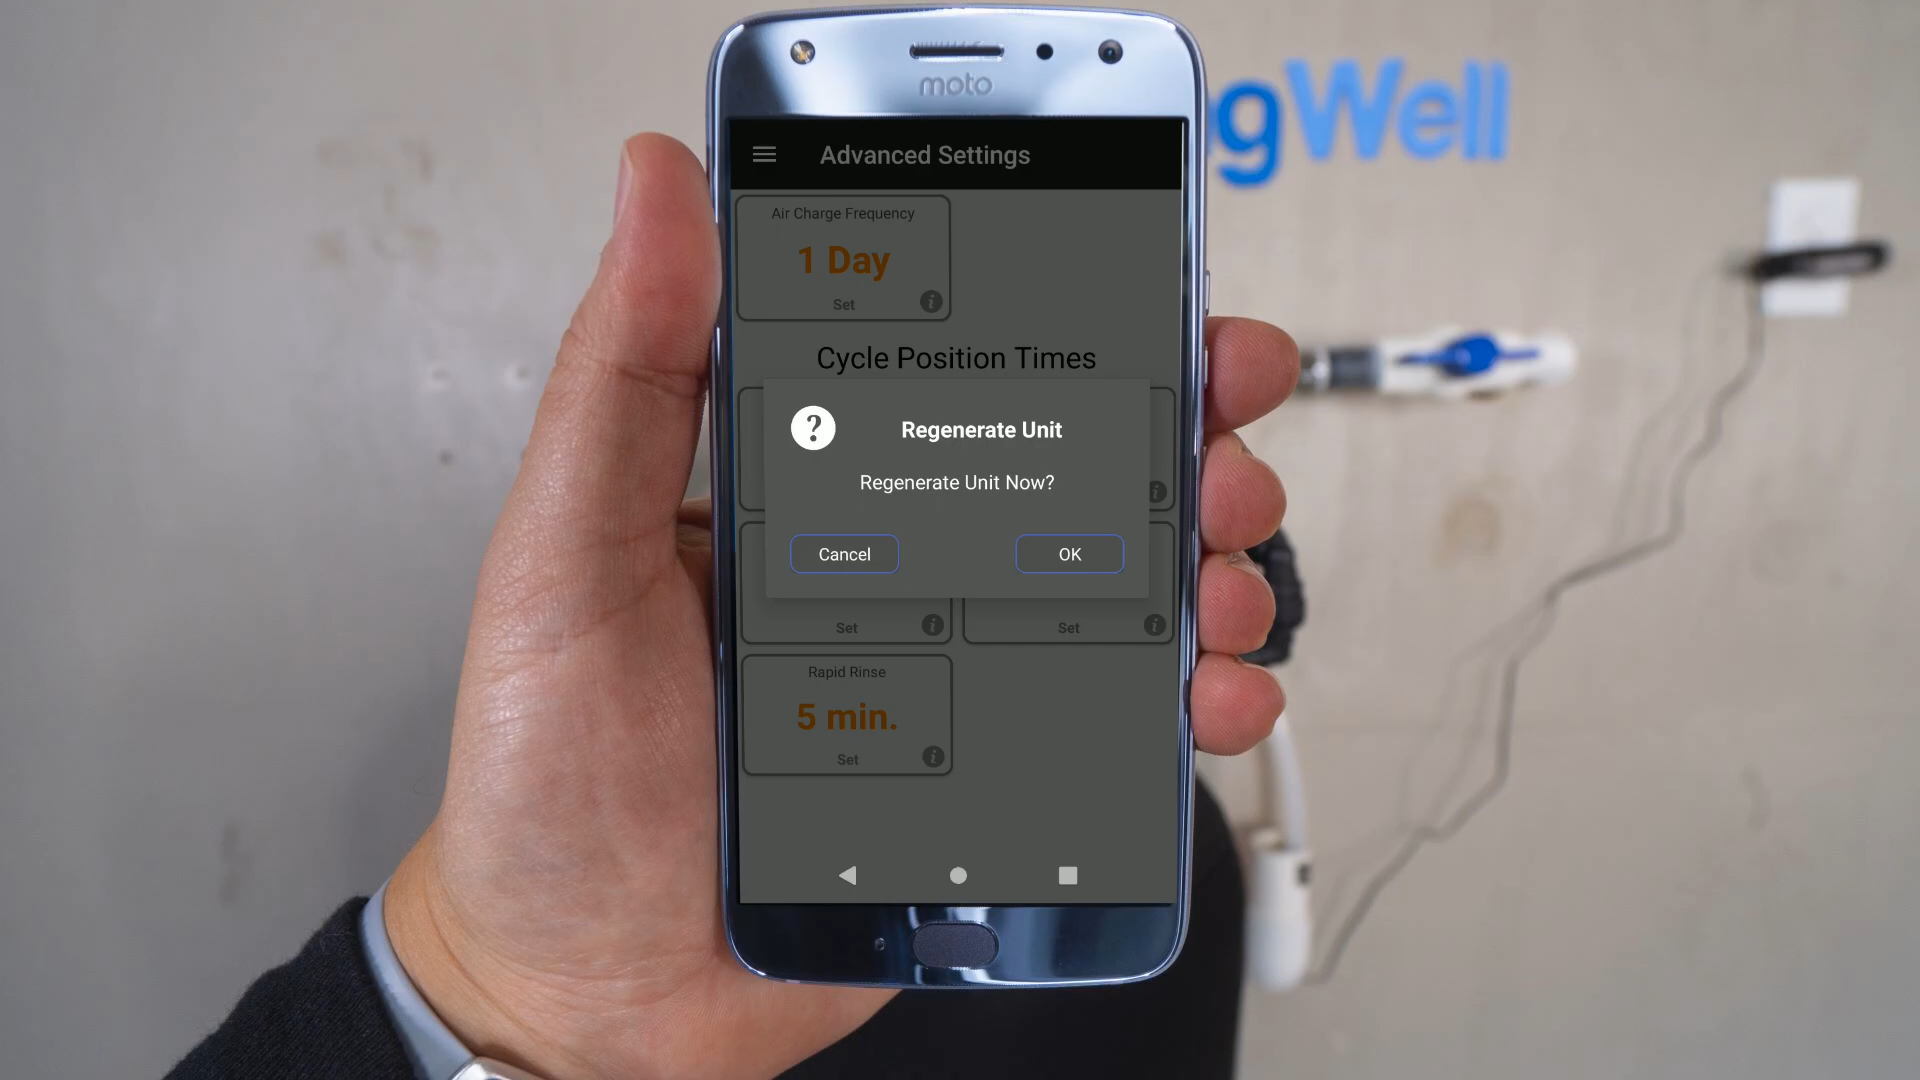 moto
gWell
Advanced Settings
Air Charge Frequency
1 Day
Set
Cycle Position Times
Regenerate Unit
Regenerate Unit Now?
Cancel
OK
Set
Set
Rapid Rinse
5 min.
Set